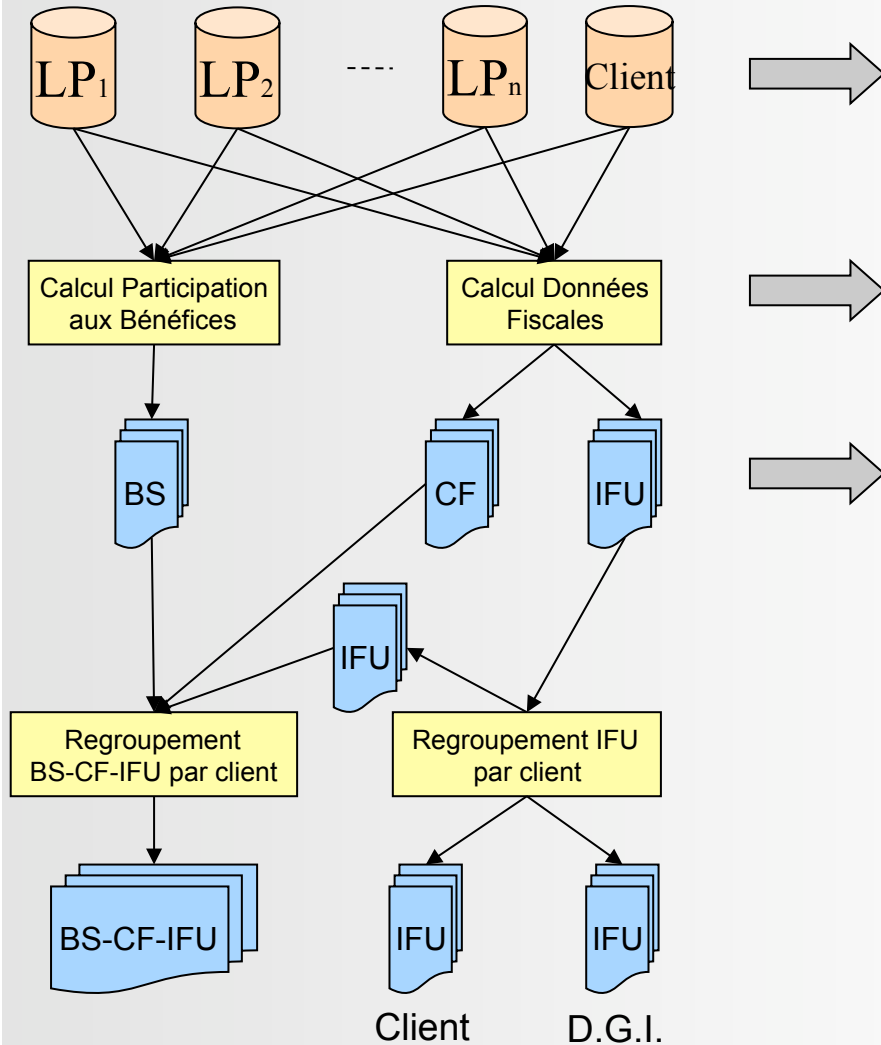 LP1 LP2 ---- LPn Client
Calcul Participation
aux Bénéfices
Calcul Données
Fiscales
BS
CF
IFU
IFU
Regroupement
BS-CF-IFU par client
Regroupement IFU
par client
BS-CF-IFU
IFU
IFU
Client
D.G.I.